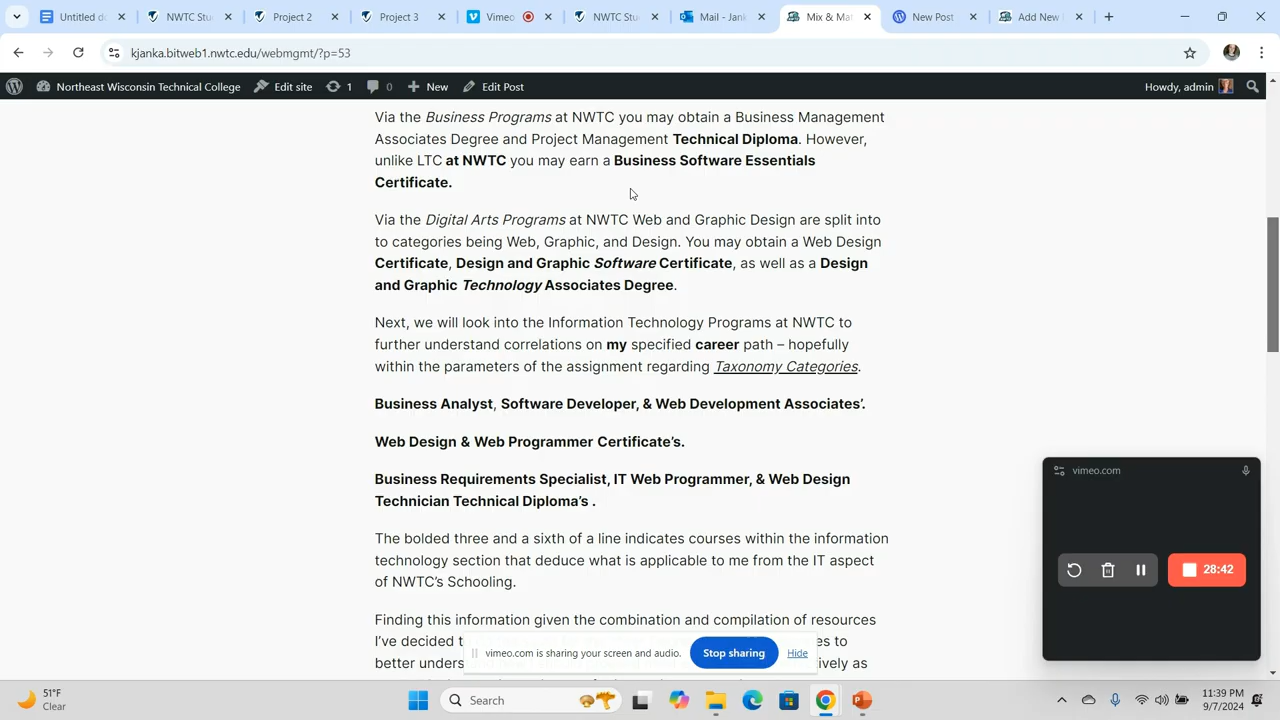 Untitled d
NWTC Stu
Project 2
Project 3
Vimeo
NWTC Stu
Mail - Jank
Mix & Ma
New Post
Add New
kjanka.bitweb1.nwtc.edu/webmgmt/?p=53
Northeast Wisconsin Technical College Edit site 1 0 New Edit Post Howdy, admin
Via the Business Programs at NWTC you may obtain a Business Management
Associates Degree and Project Management Technical Diploma. However,
unlike LTC at NWTC you may earn a Business Software Essentials
Certificate.
Via the Digital Arts Programs at NWTC Web and Graphic Design are split into
to categories being Web, Graphic, and Design. You may obtain a Web Design
Certificate, Design and Graphic Software Certificate, as well as a Design
and Graphic Technology Associates Degree.
Next, we will look into the Information Technology Programs at NWTC to
further understand correlations on my specified career path – hopefully
within the parameters of the assignment regarding Taxonomy Categories.
Business Analyst, Software Developer, & Web Development Associates’.
Web Design & Web Programmer Certificate’s.
vimeo.com
Business Requirements Specialist, IT Web Programmer, & Web Design
Technician Technical Diploma’s .
The bolded three and a sixth of a line indicates courses within the information
technology section that deduce what is applicable to me from the IT aspect
of NWTC’s Schooling.
28:42
Finding this information given the combination and compilation of resources
I’ve decided t
es to
better unders
ively as
vimeo.com is sharing your screen and audio. Stop sharing Hide
51°F
Clear
Search
11:39 PM
9/7/2024